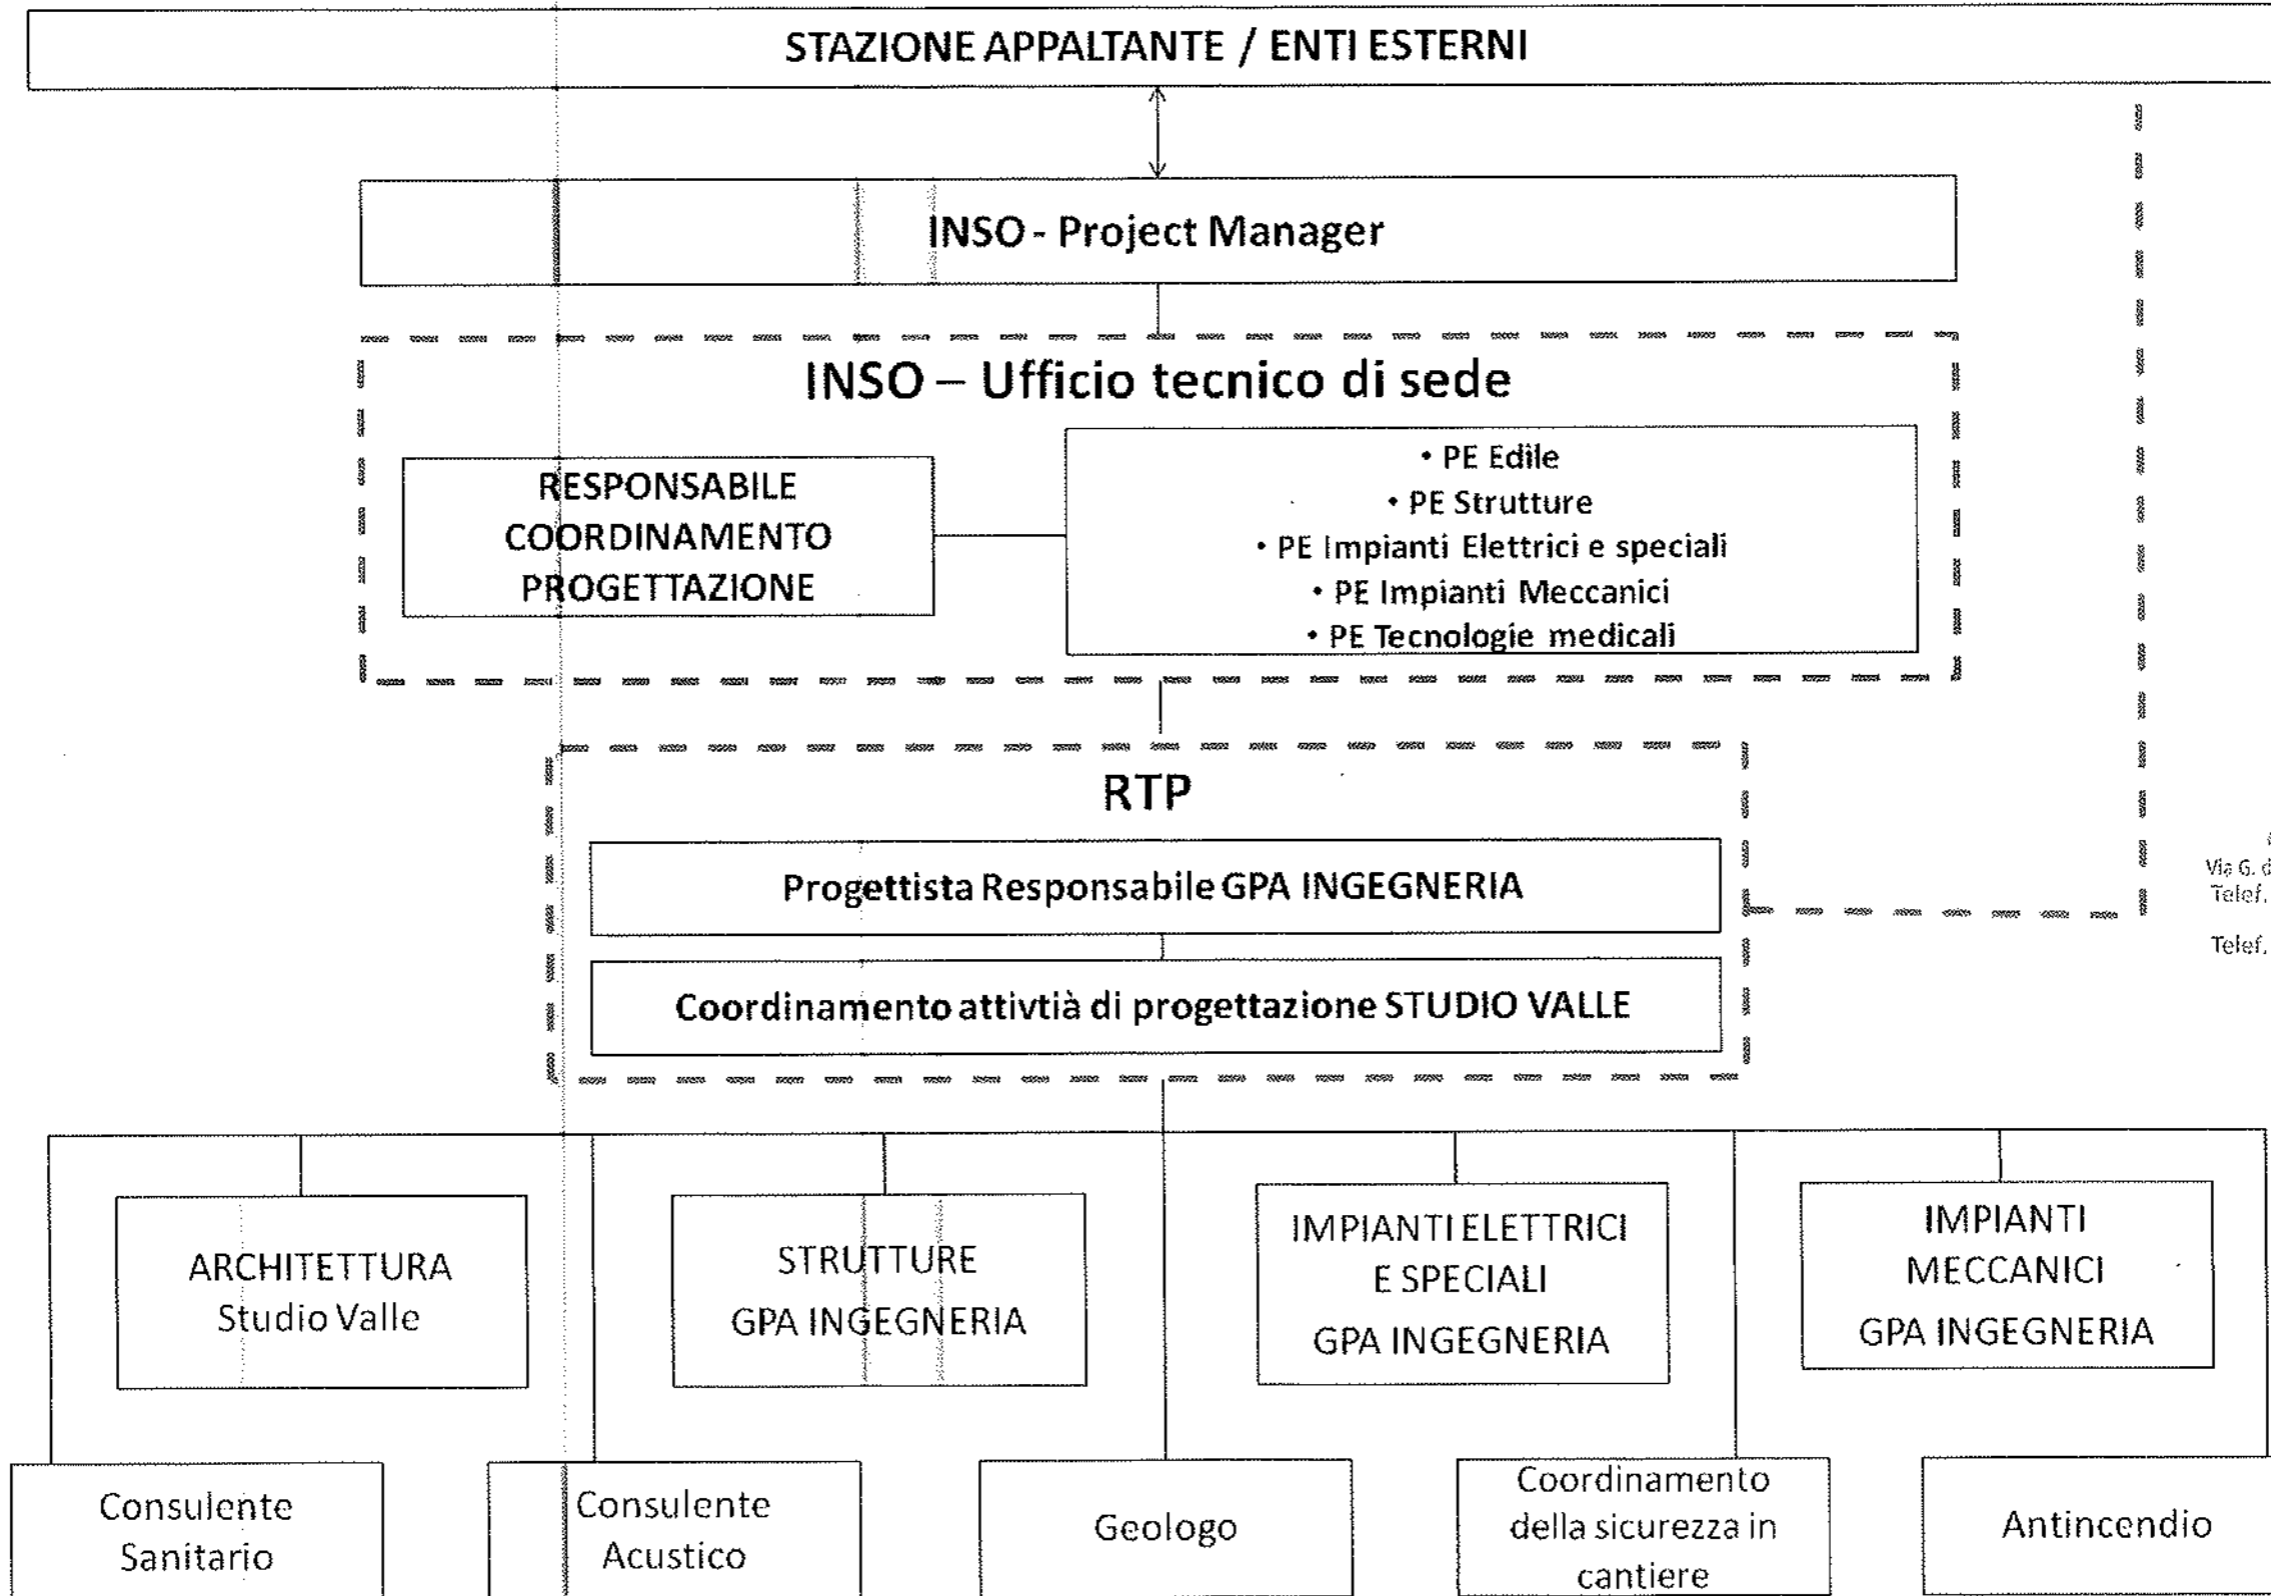 STAZIONE APPALTANTE / ENTI ESTERNI
INSO - Project Manager
INSO – Ufficio tecnico di sede
RESPONSABILE
COORDINAMENTO
PROGETTAZIONE
• PE Edile
• PE Strutture
• PE Impianti Elettrici e speciali
• PE Impianti Meccanici
• PE Tecnologie medicali
RTP
Progettista Responsabile GPA INGEGNERIA
Coordinamento attivtià di progettazione STUDIO VALLE
Via G. d
Telef.
Telef.
ARCHITETTURA
Studio Valle
STRUTTURE
GPA INGEGNERIA
IMPIANTI ELETTRICI
E SPECIALI
GPA INGEGNERIA
IMPIANTI
MECCANICI
GPA INGEGNERIA
Consulente
Sanitario
Consulente
Acustico
Geologo
Coordinamento
della sicurezza in
cantiere
Antincendio